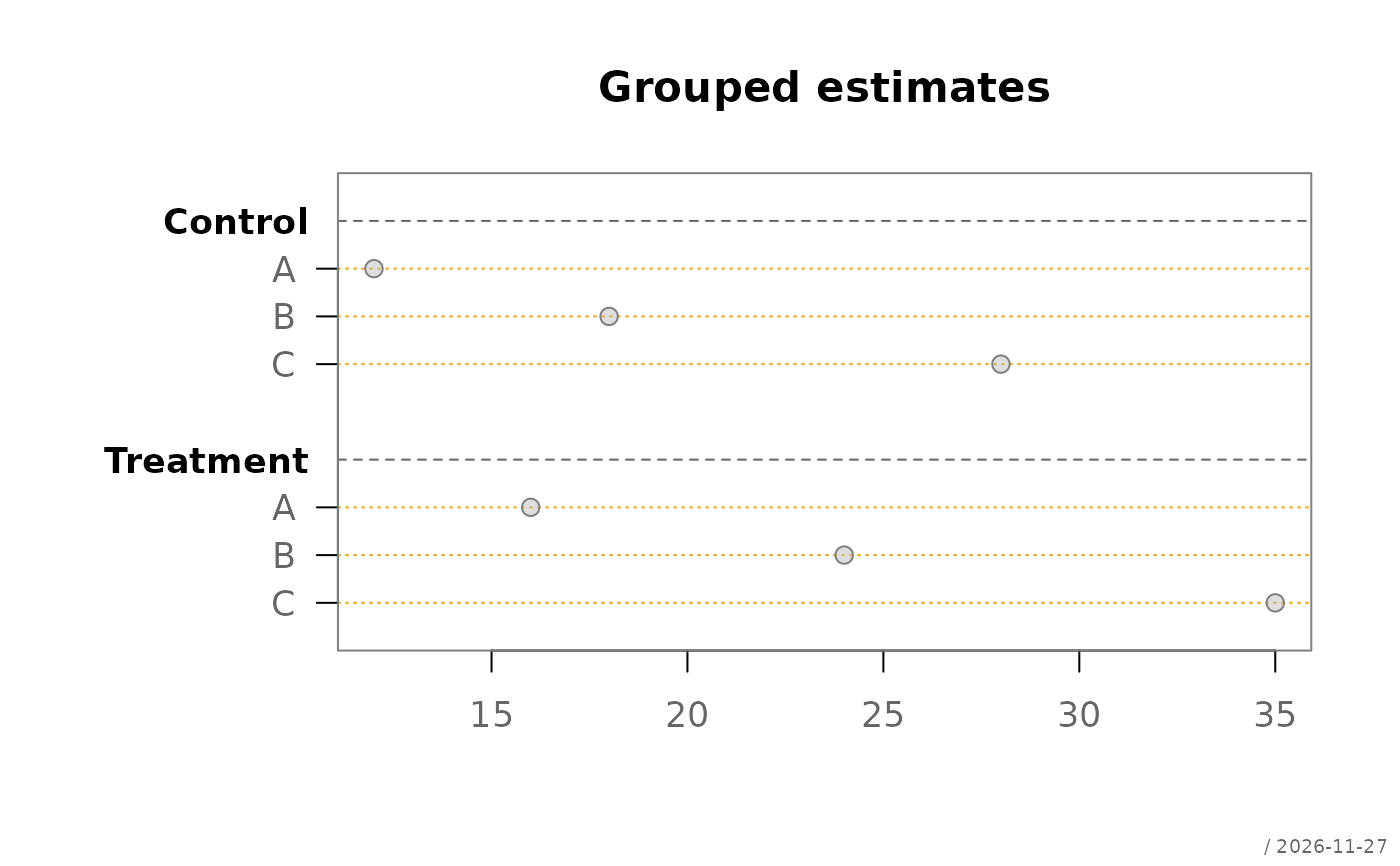 Grouped estimates
Control
A
B
C
Treatment
A
B
C
15 20 25 30 35
/ 2026-11-27